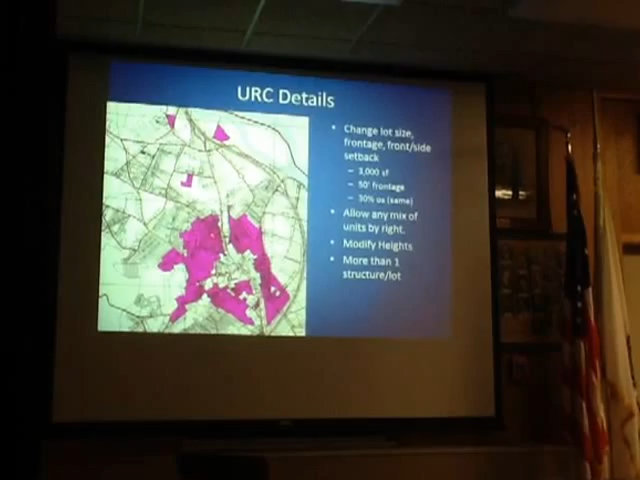 URC Details
• Change lot size,
frontage, front/side
setback
– 3,000 sf
– 50' frontage
– 30% os (same)
• Allow any mix of
units by right.
• Modify Heights
• More than 1
structure/lot